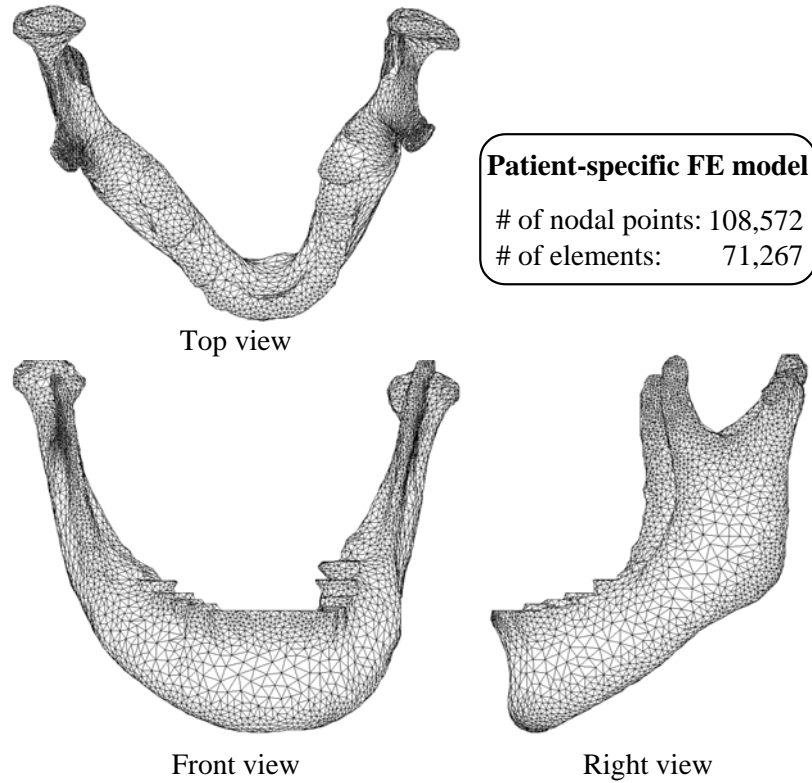 Patient-specific FE model
# of nodal points: 108,572
# of elements: 71,267
Top view
Front view
Right view